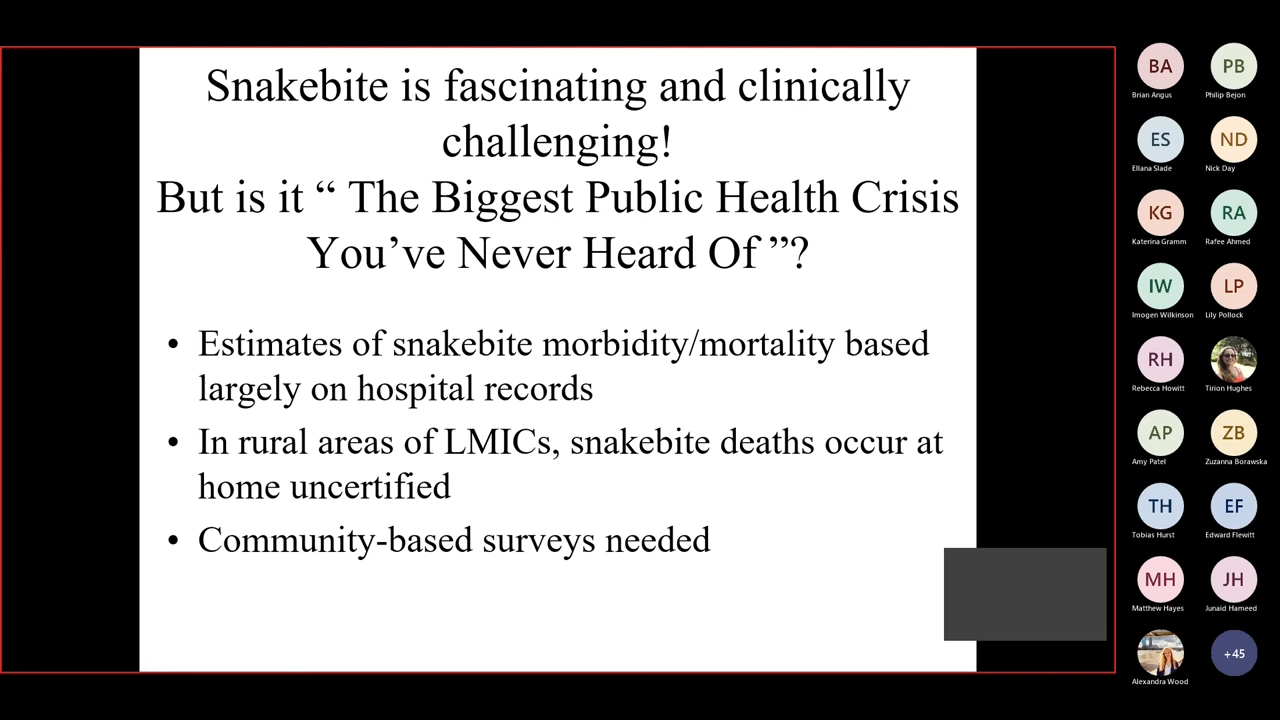 Snakebite is fascinating and clinically
challenging!
But is it “ The Biggest Public Health Crisis
You’ve Never Heard Of ”?
• Estimates of snakebite morbidity/mortality based
largely on hospital records
• In rural areas of LMICs, snakebite deaths occur at
home uncertified
• Community-based surveys needed
BA
PB
Brian Angus
Philip Bejon
ES
ND
Eliana Slade
Nick Day
KG
RA
Katerina Gramm
Rafee Ahmed
IW
LP
Imogen Wilkinson
Lily Pollock
RH
Rebecca Howitt
Tirion Hughes
AP
ZB
Amy Patel
Zuzanna Borawska
TH
EF
Tobias Hurst
Edward Flewitt
MH
JH
Matthew Hayes
Junaid Hameed
+45
Alexandra Wood